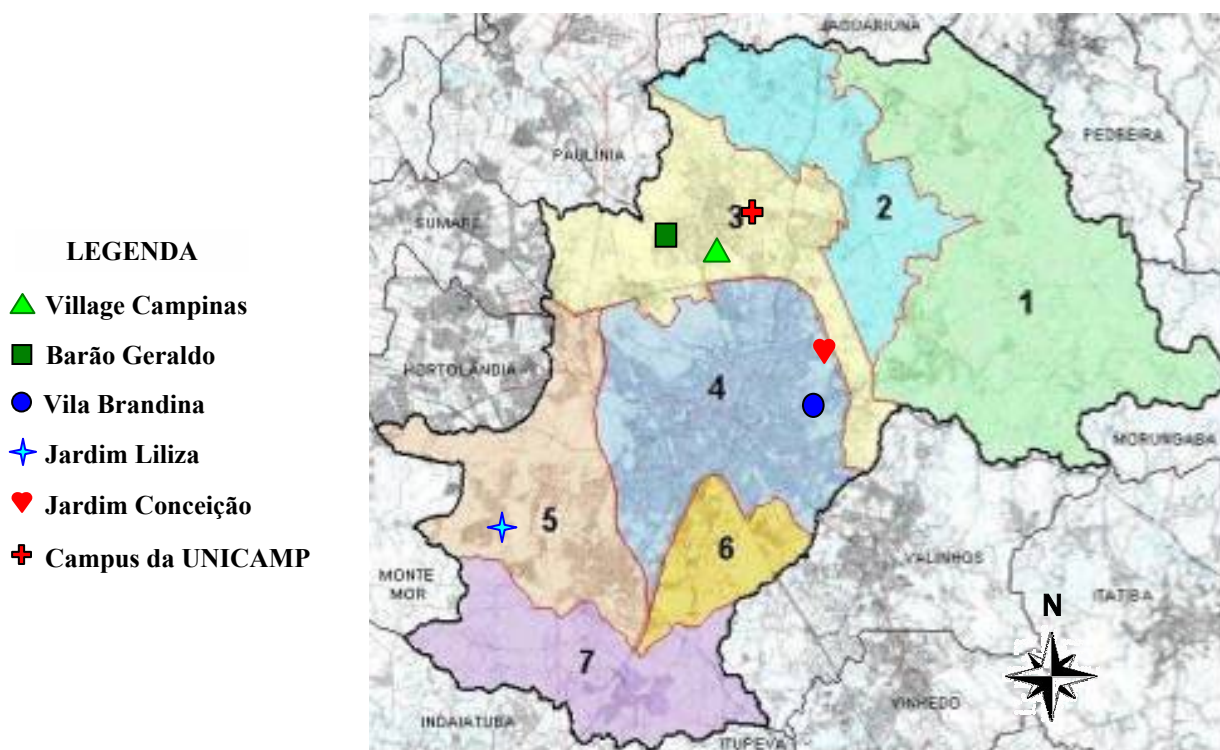 LEGENDA
Village Campinas
Barão Geraldo
Vila Brandina
Jardim Liliza
Jardim Conceição
Campus da UNICAMP
JAGUARIUNA
PEDREIRA
PAULINIA
SUMARE
3
2
1
HORTOLANDIA
4
MORUNGABA
5
6
VALINHOS
MONTE
MOR
ITATIBA
N
7
VINHEDO
INDAIATUBA
ITUPEVA